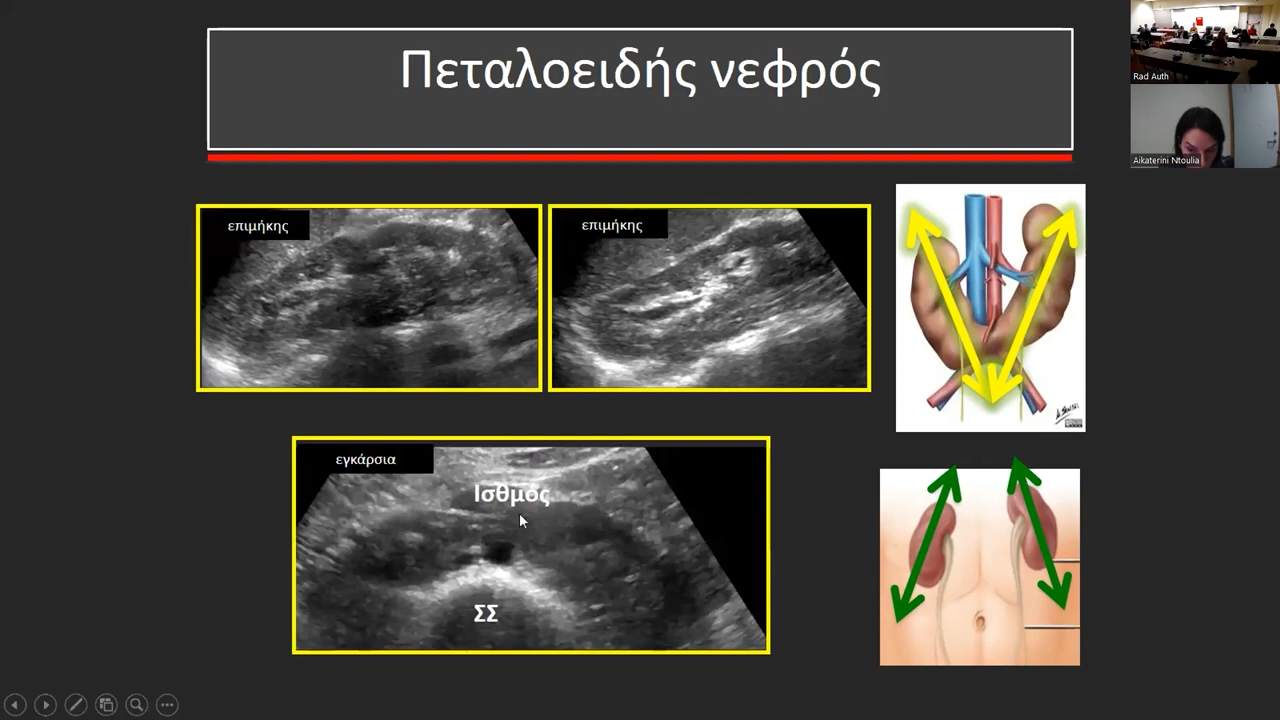 Πεταλοειδής νεφρός
Rad Auth
Aikaterini Ntoulia
επιμήκης
επιμήκης
εγκάρσια
Ισθμός
ΣΣ